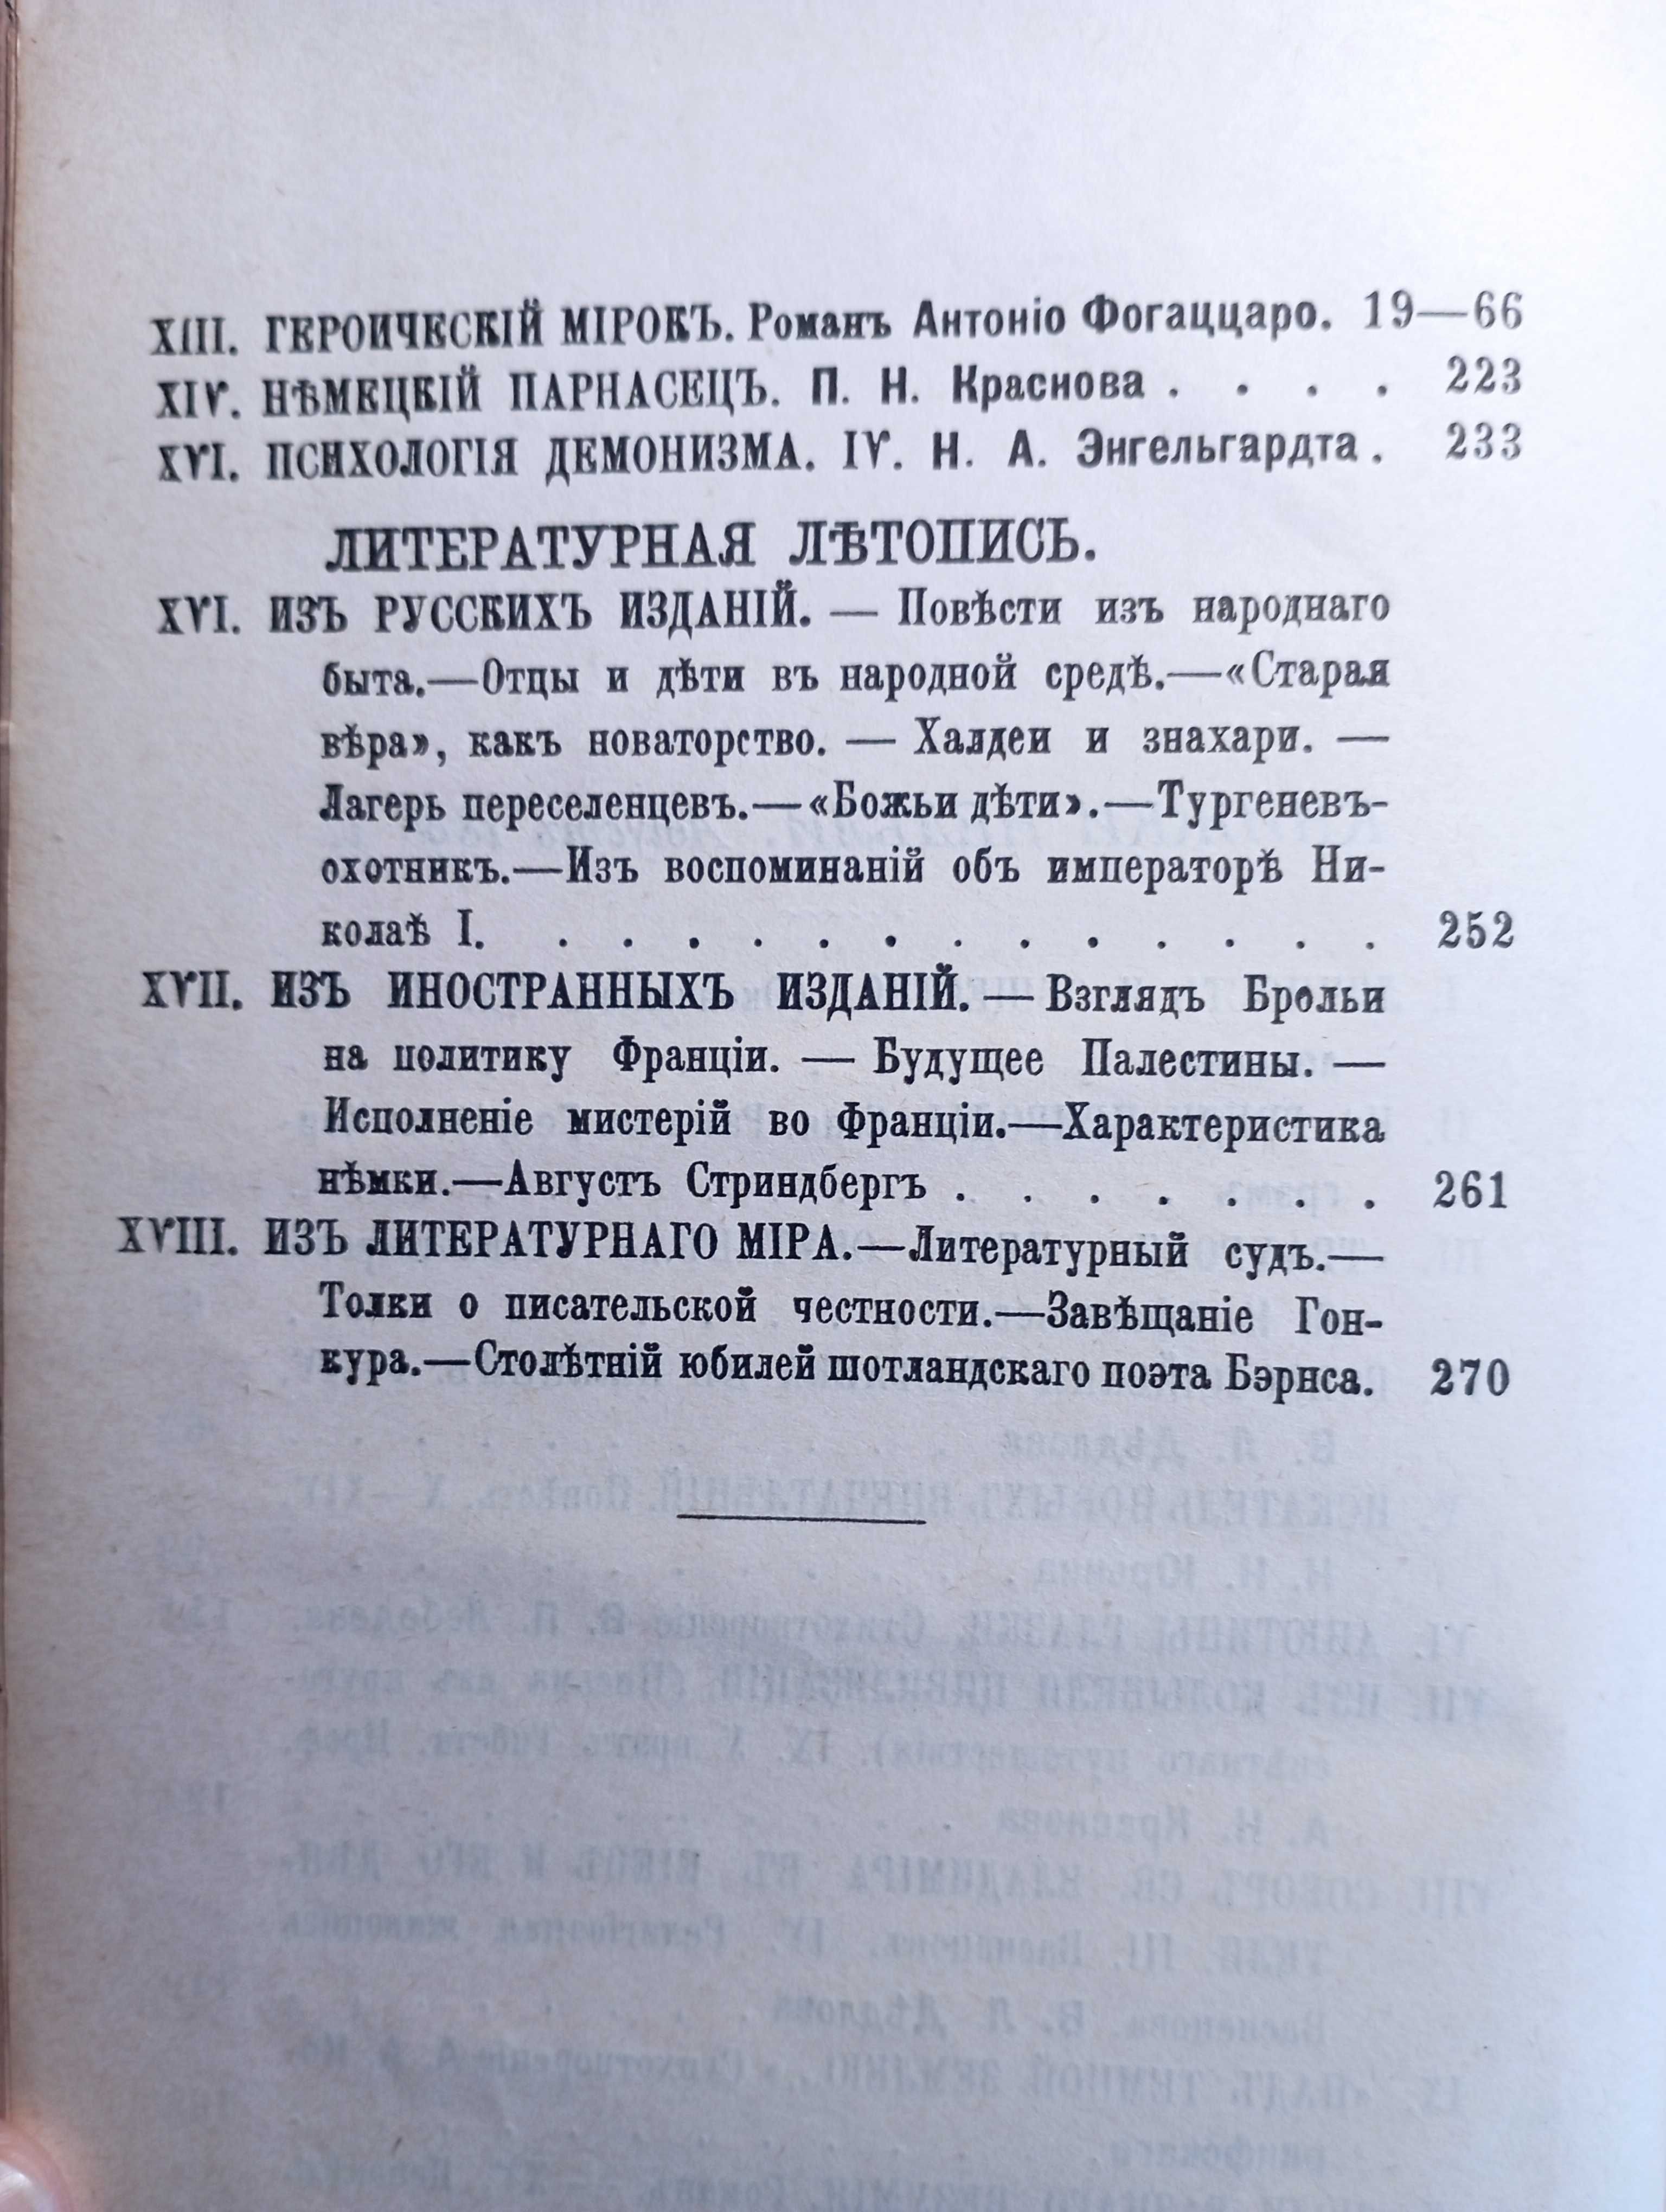 XIII. ГЕРОИЧЕСКІЙ МІРОКЪ. Романъ Антоніо Фогаццаро. 19—66
XIV. НѢМЕЦКІЙ ПАРНАСЕЦЪ. П. Н. Краснова . . . . 223
XVI. ПСИХОЛОГІЯ ДЕМОНИЗМА. IV. Н. А. Энгельгардта . 233
ЛИТЕРАТУРНАЯ ЛѢТОПИСЬ.
XVI. ИЗЪ РУССКИХЪ ИЗДАНІЙ. — Повѣсти изъ народнаго
быта.—Отцы и дѣти въ народной средѣ.—«Старая
вѣра», какъ новаторство. — Халдеи и знахари. —
Лагерь переселенцевъ.—«Божьи дѣти».—Тургеневъ-
охотникъ.—Изъ воспоминаній объ императорѣ Ни-
колаѣ I. . . . . . . . . . . . . . 252
XVII. ИЗЪ ИНОСТРАННЫХЪ ИЗДАНІЙ. — Взглядъ Брольи
на политику Франціи. — Будущее Палестины. —
Исполненіе мистерій во Франціи.—Характеристика
нѣмки.—Августъ Стриндбергъ . . . . . . . 261
XVIII. ИЗЪ ЛИТЕРАТУРНАГО МІРА.—Литературный судъ.—
Толки о писательской честности.—Завѣщаніе Гон-
кура.—Столѣтній юбилей шотландскаго поэта Бэрнса. 270